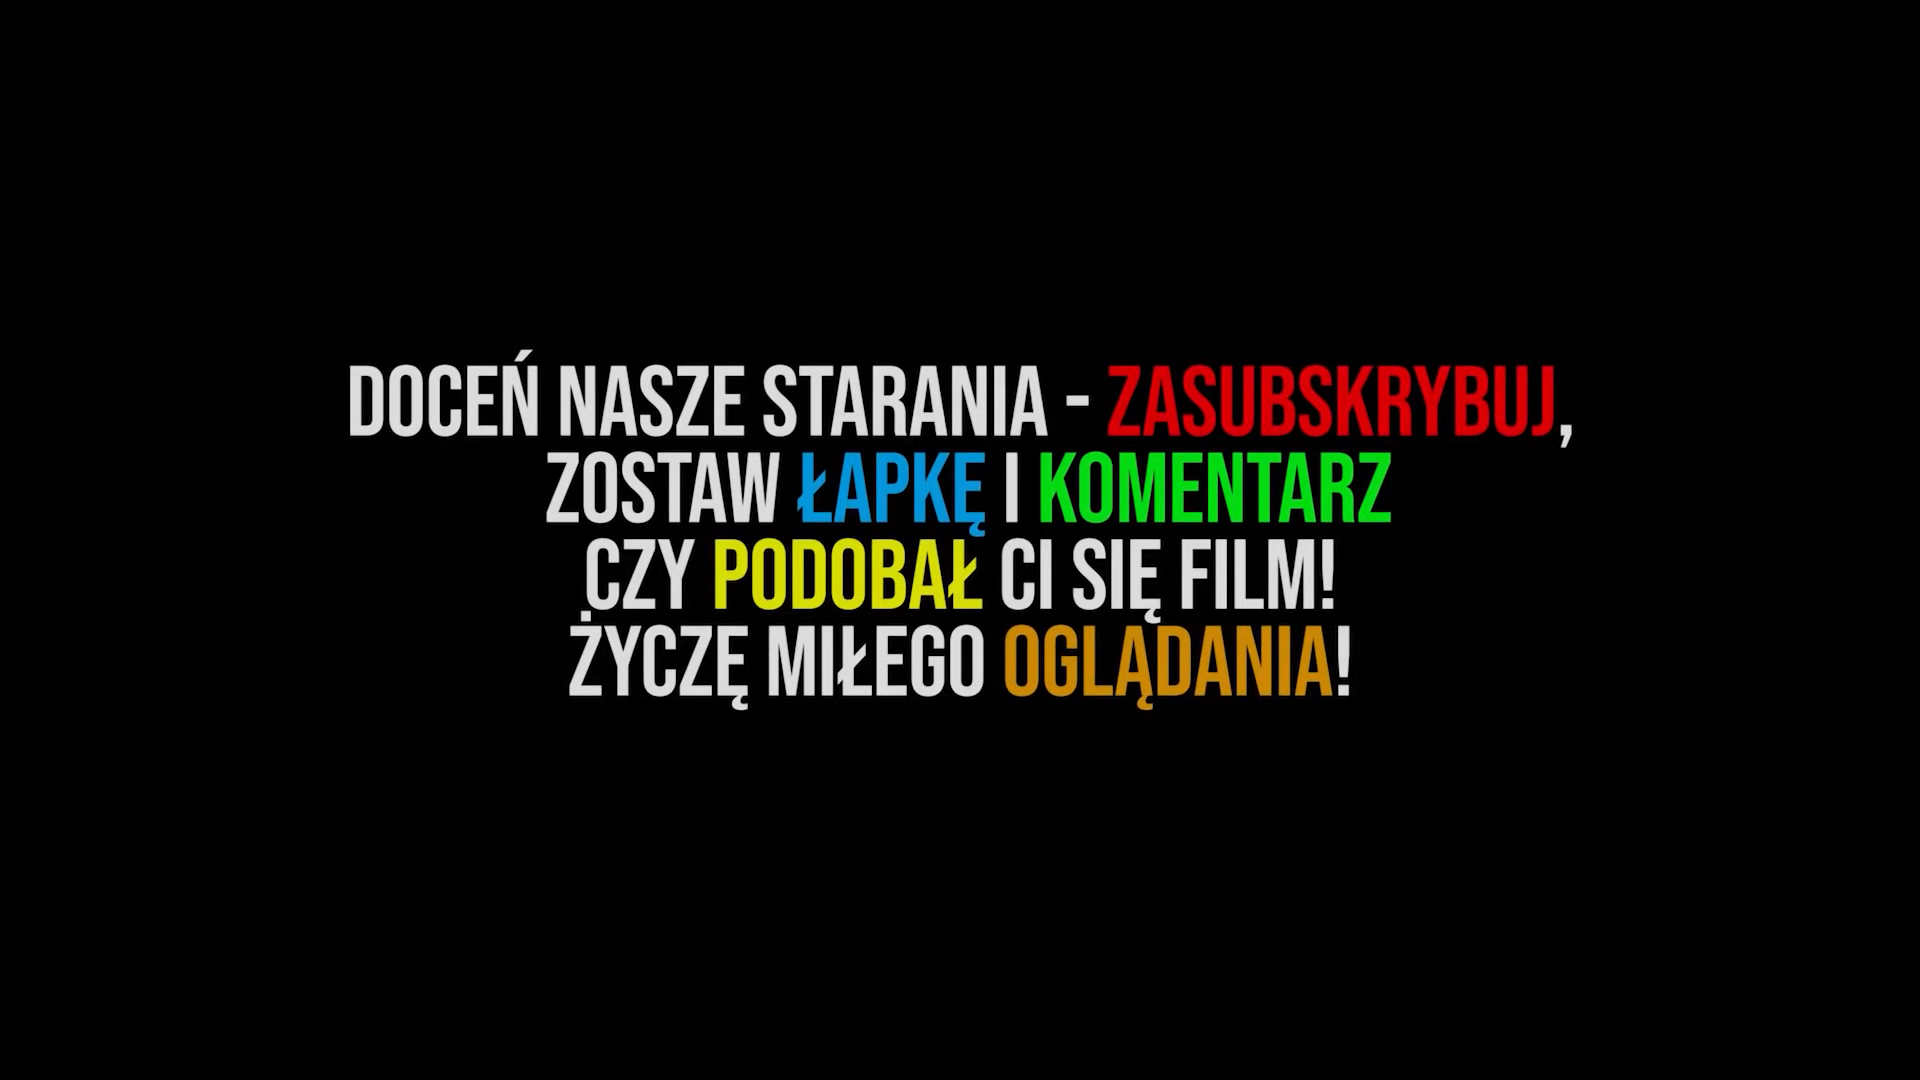 DOCEŃ NASZE STARANIA - ZASUBSKRYBUJ,
ZOSTAW ŁAPKĘ I KOMENTARZ
CZY PODOBAŁ CI SIĘ FILM!
ŻYCZĘ MIŁEGO OGLĄDANIA!